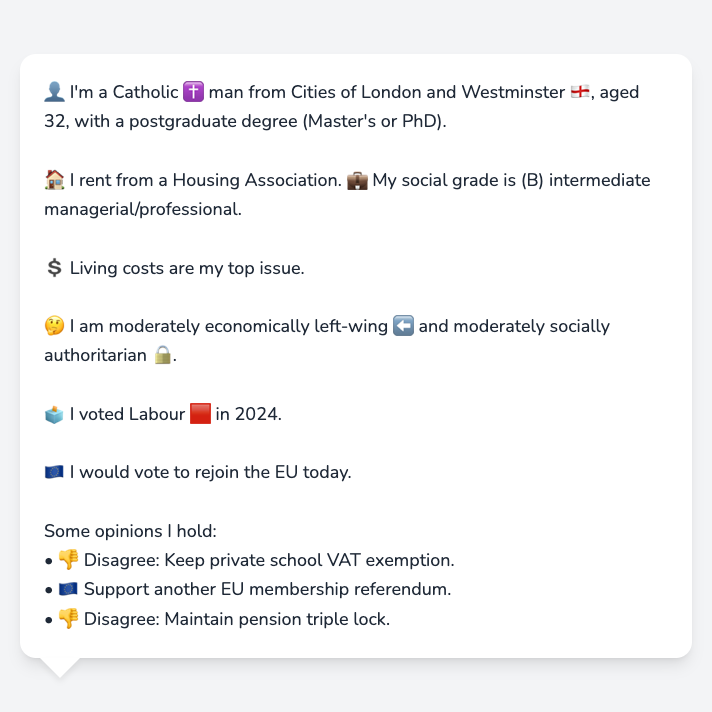 👤 I'm a Catholic ✝️ man from Cities of London and Westminster 🏴󠁧󠁢󠁥󠁮󠁧󠁿, aged
32, with a postgraduate degree (Master's or PhD).
🏠 I rent from a Housing Association. 💼 My social grade is (B) intermediate
managerial/professional.
💲 Living costs are my top issue.
🤔 I am moderately economically left-wing ⬅️ and moderately socially
authoritarian 🔒.
🗳️ I voted Labour 🟥 in 2024.
🇪🇺 I would vote to rejoin the EU today.
Some opinions I hold:
• 👎 Disagree: Keep private school VAT exemption.
• 🇪🇺 Support another EU membership referendum.
• 👎 Disagree: Maintain pension triple lock.